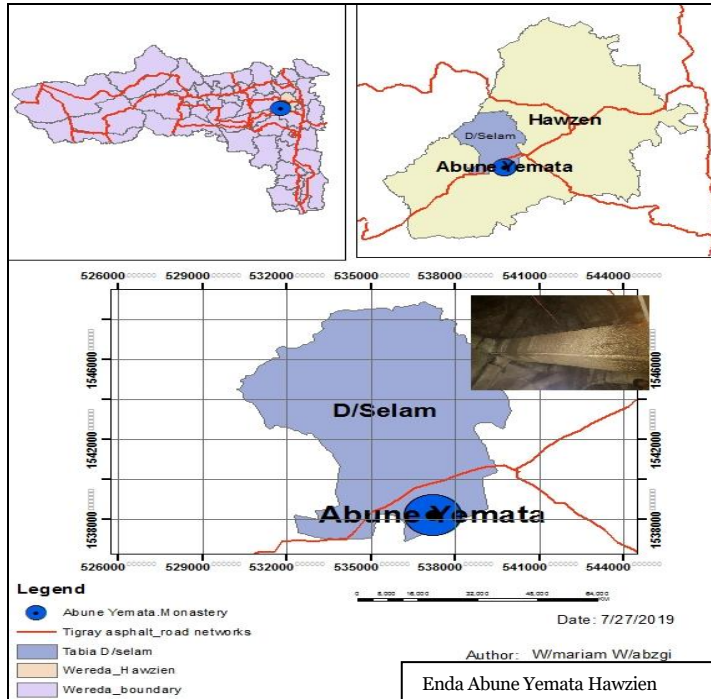 Hawzen
D/Selam
Abune Yemata
526000 529000 532000 535000 538000 541000 544000
1546000
1546000
D/Selam
1542000
1542000
Abune Yemata
1538000
1538000
526000 529000 532000 535000 538000 541000 544000
Legend
Abune Yemata.Monastery
Tigray asphalt_road networks
Tabia D/selam
Wereda_Hawzien
Wereda_boundary
Date: 7/27/2019
Author: W/mariam W/abzgi
Enda Abune Yemata Hawzien